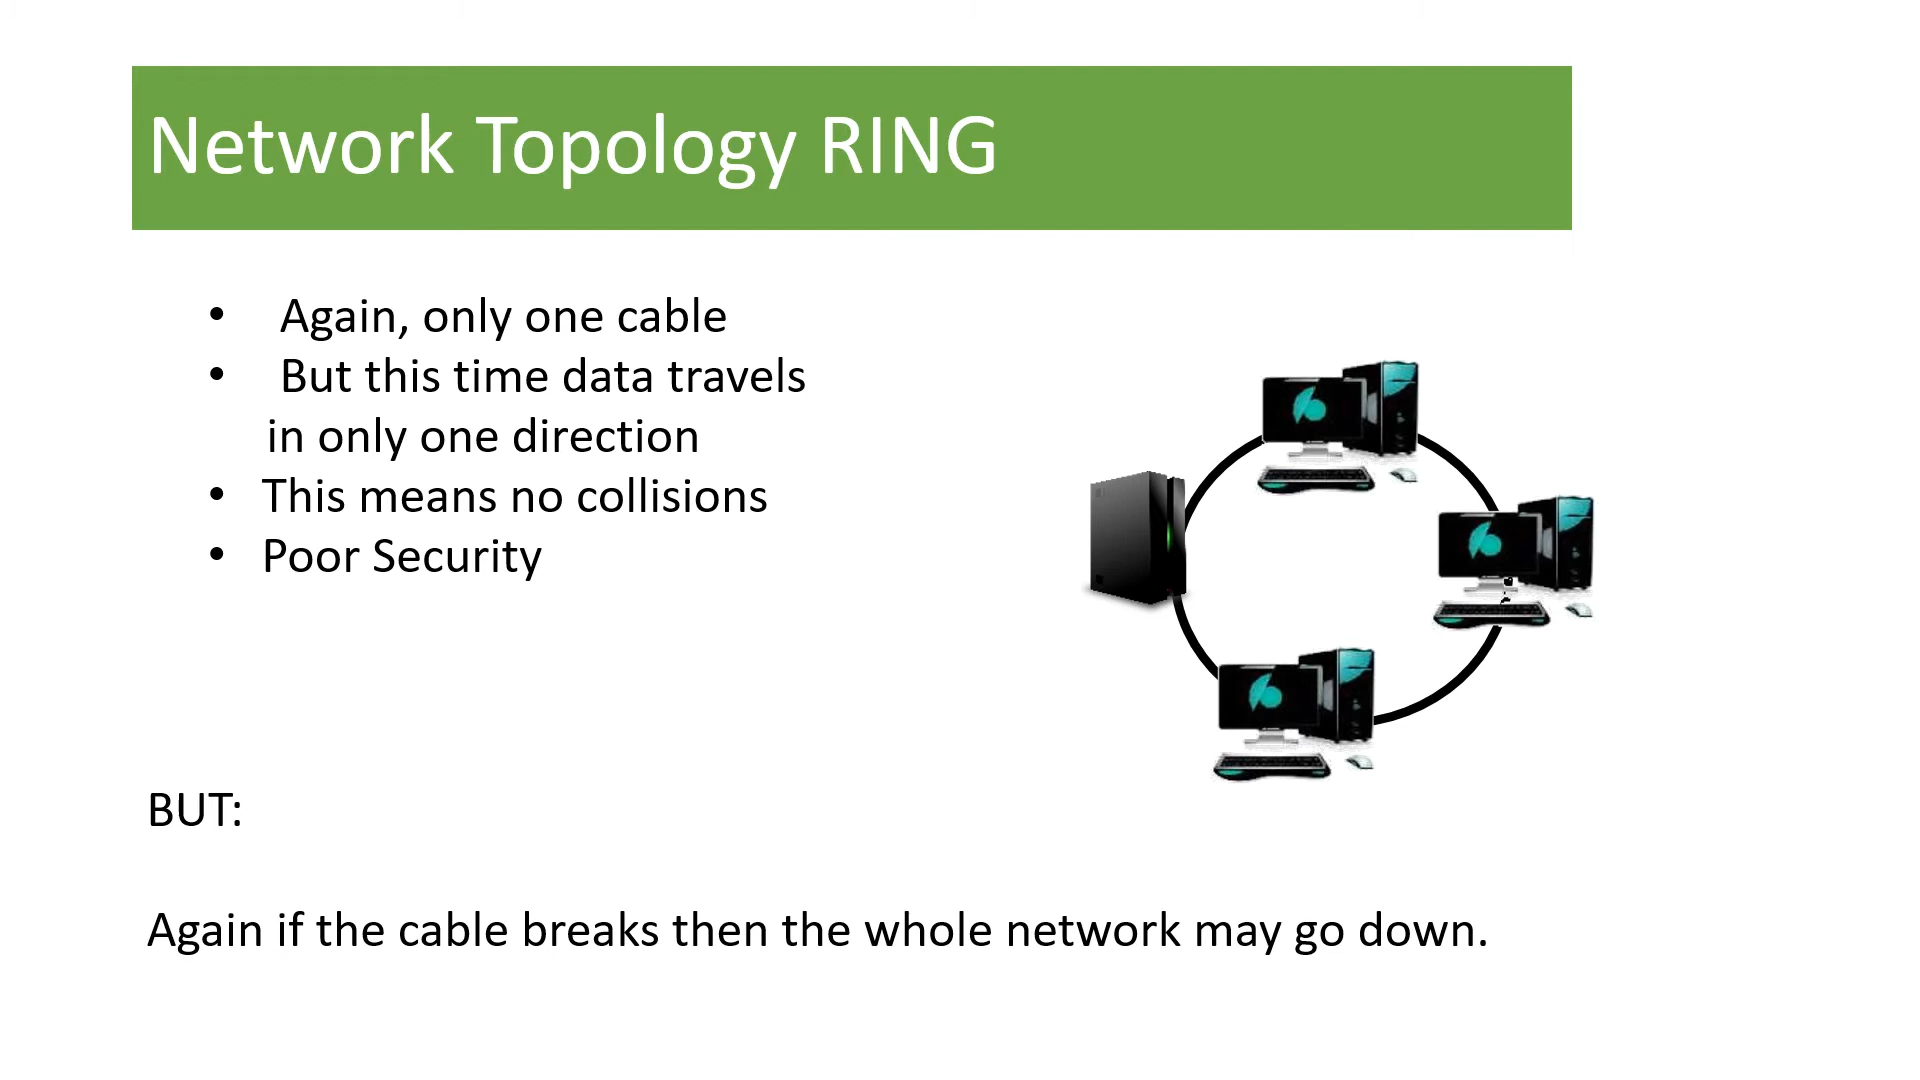 Network Topology RING
• Again, only one cable
• But this time data travels
in only one direction
• This means no collisions
• Poor Security
BUT:
Again if the cable breaks then the whole network may go down.